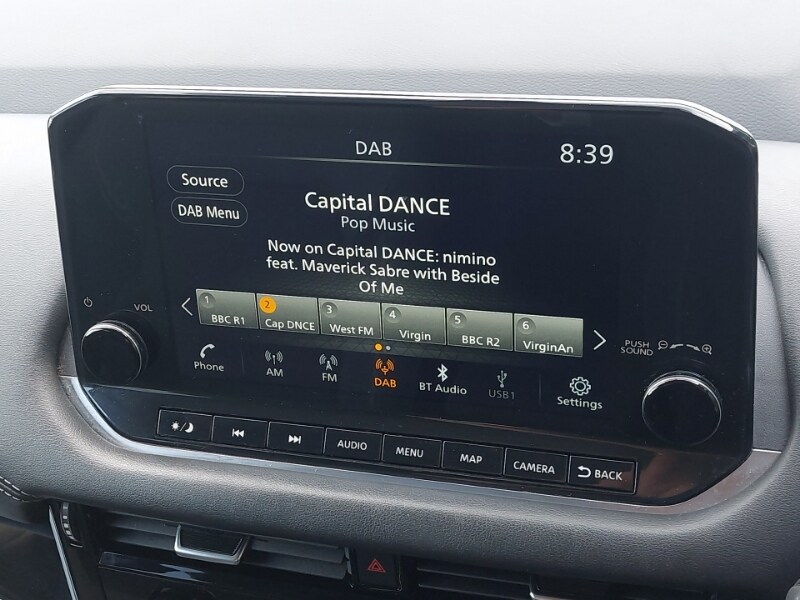 DAB
8:39
Source
DAB Menu
Capital DANCE
Pop Music
Now on Capital DANCE: nimino
feat. Maverick Sabre with Beside
Of Me
1
BBC R1
2
Cap DNCE
3
West FM
4
Virgin
5
BBC R2
6
VirginAn
VOL
PUSH
SOUND
Phone
AM
FM
DAB
BT Audio
USB1
Settings
AUDIO
MENU
MAP
CAMERA
BACK